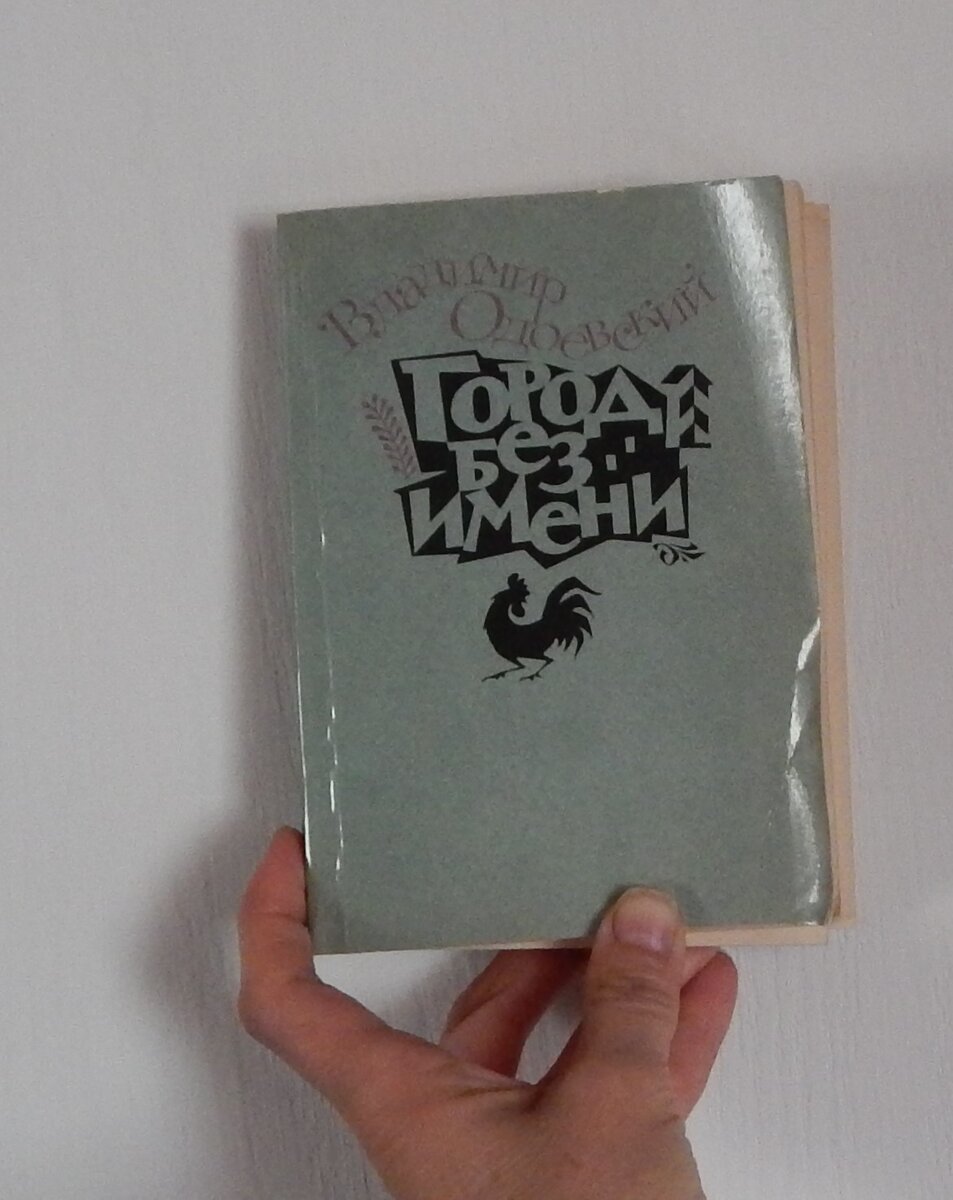 Владимир
Одоевский
Город
без
имени